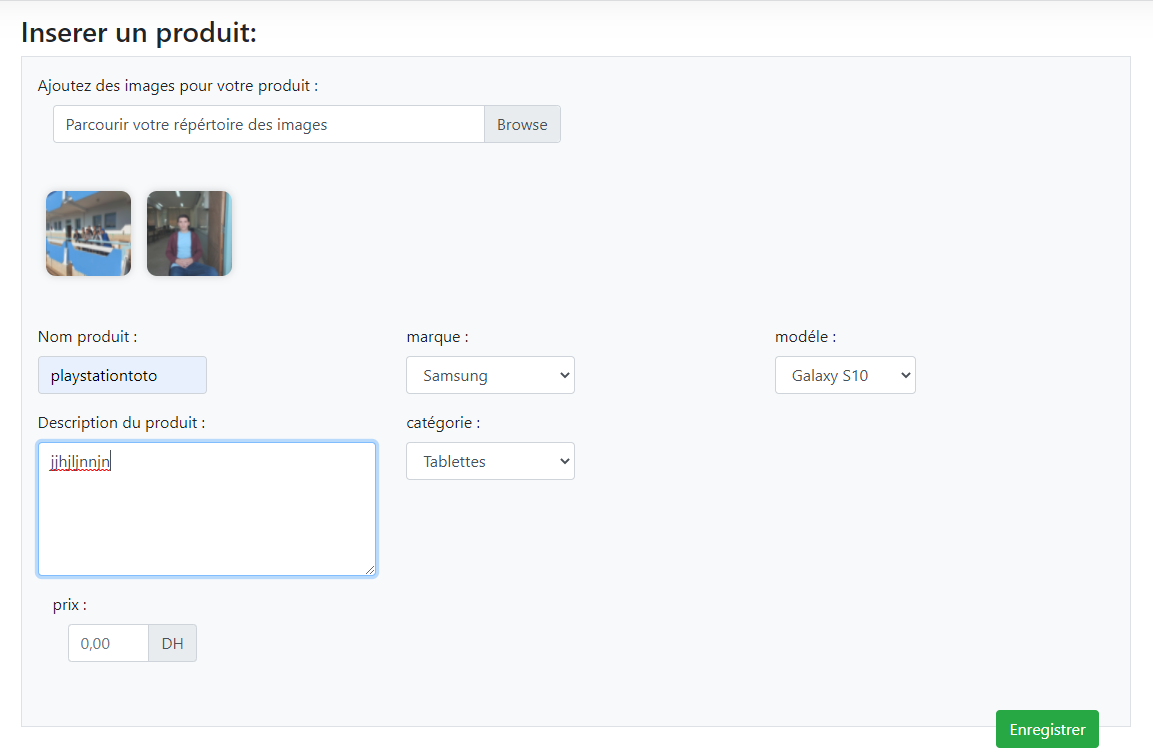 Inserer un produit:
Ajoutez des images pour votre produit :
Parcourir votre répértoire des images Browse
Nom produit : marque : modéle :
playstationtoto Samsung Galaxy S10
Description du produit : catégorie :
jjhjljnnjn Tablettes
prix :
0,00 DH
Enregistrer